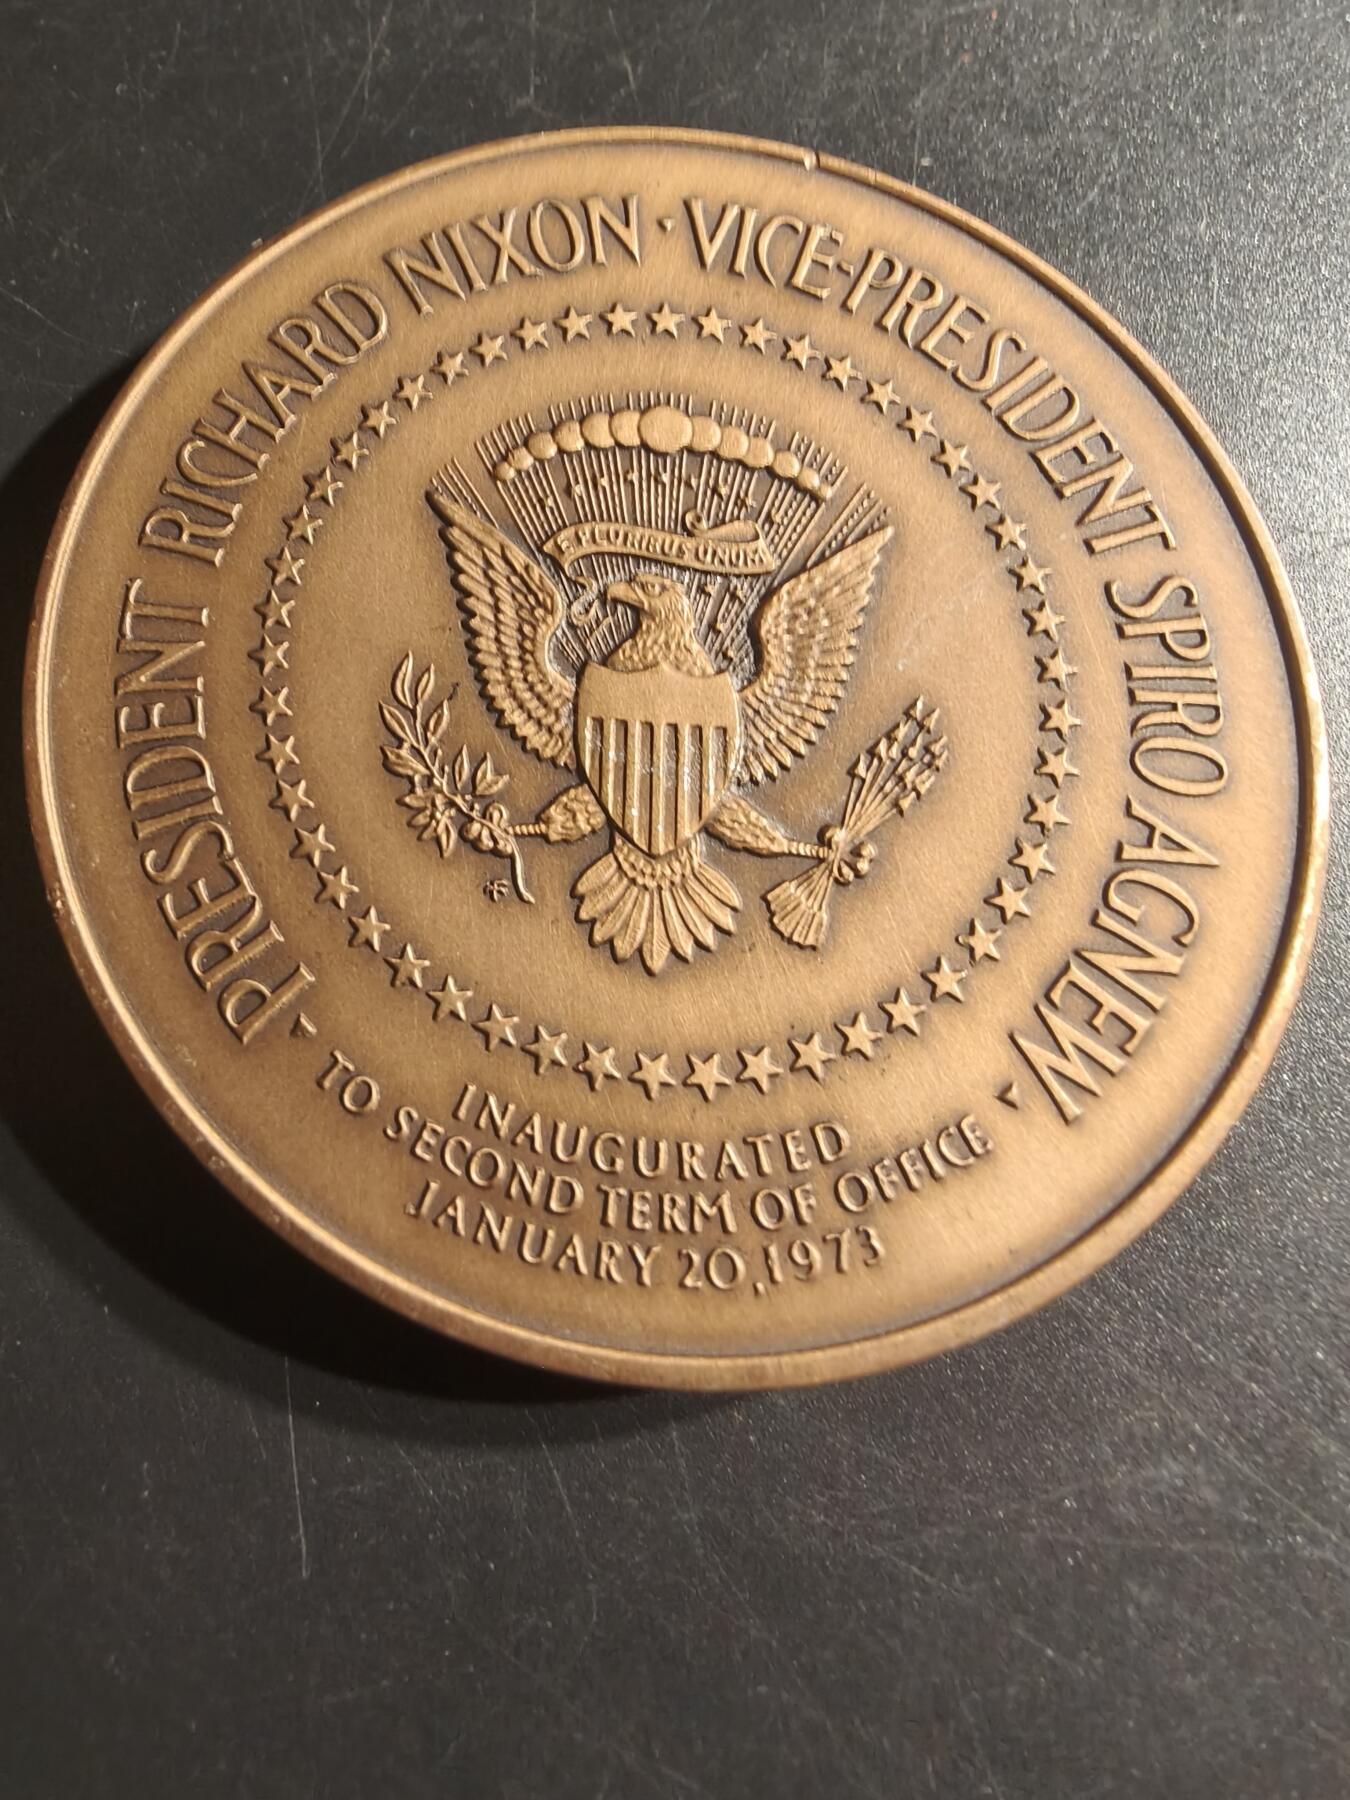 PRESIDENT RICHARD NIXON · VICE-PRESIDENT SPIRO AGNEW
E PLURIBUS UNUM
INAUGURATED
TO SECOND TERM OF OFFICE
JANUARY 20, 1973